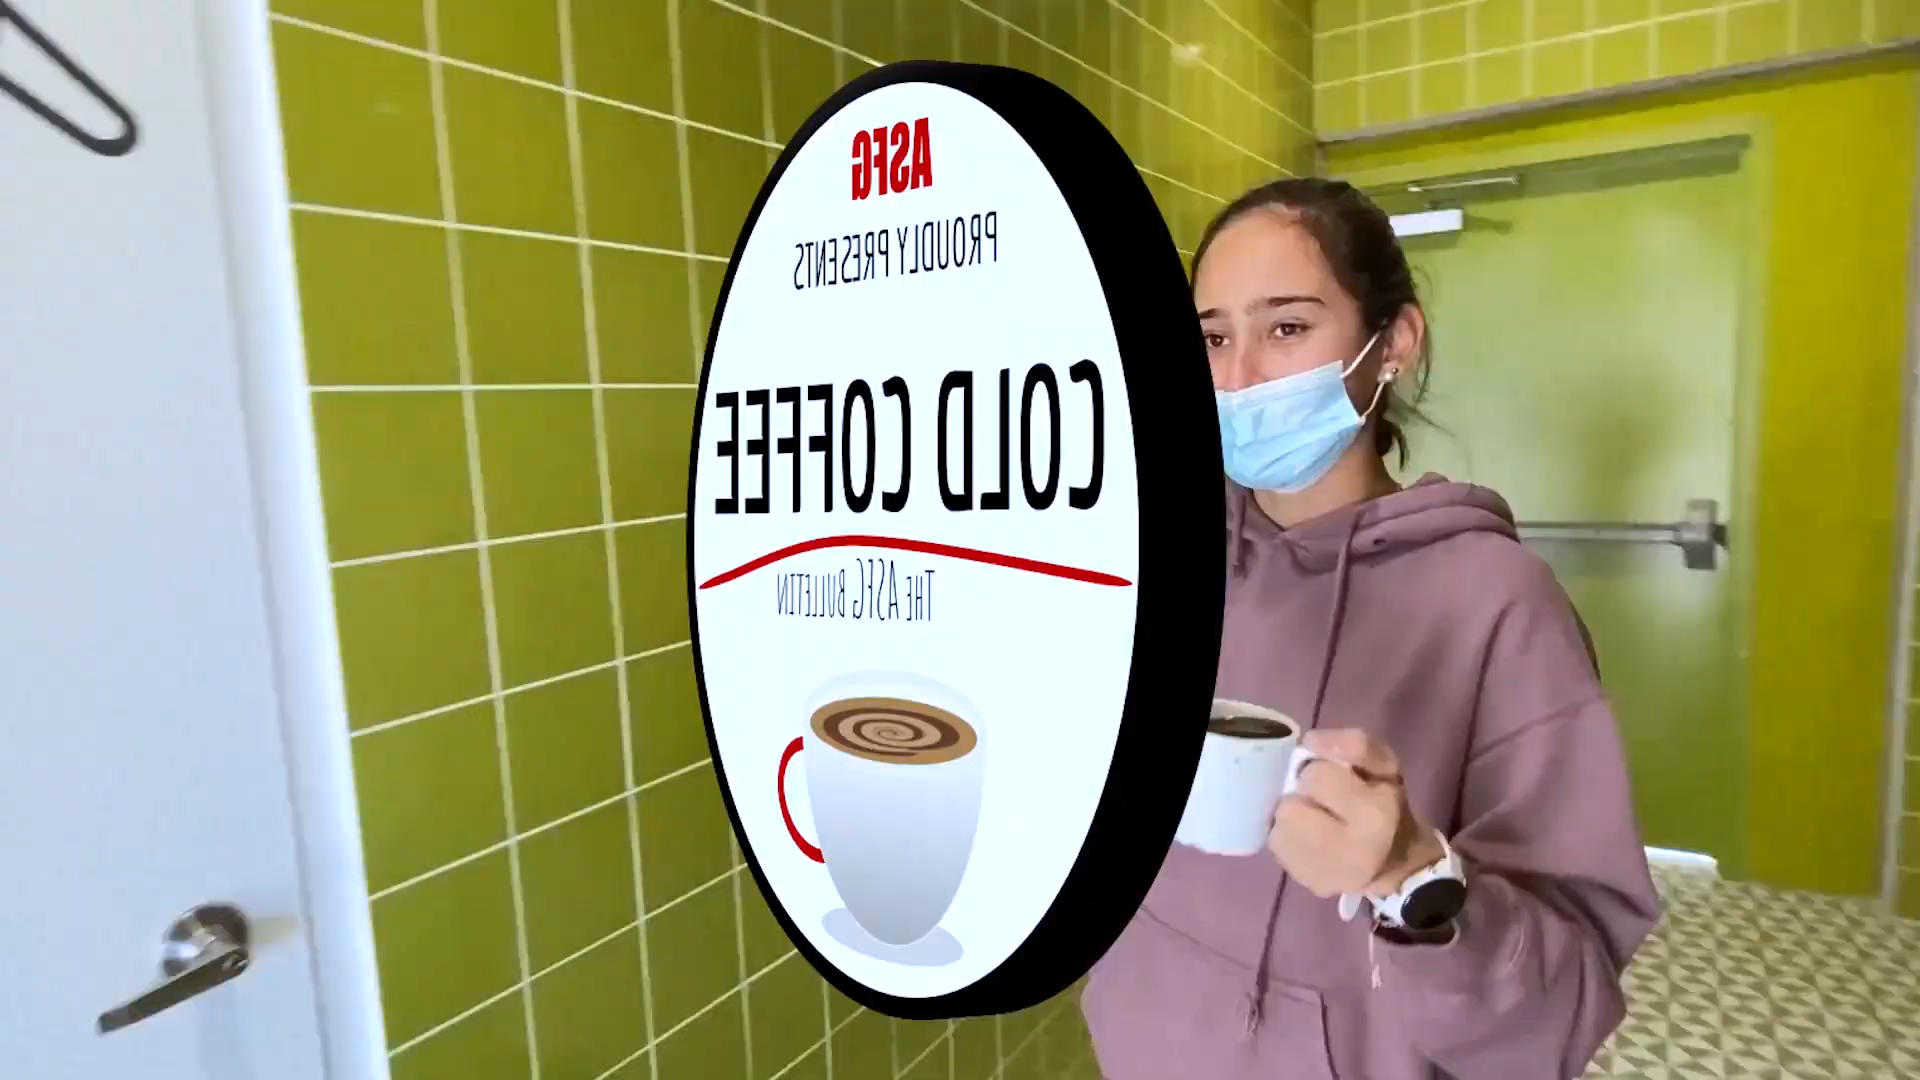 ASFG
PROUDLY PRESENTS
COLD COFFEE
THE ASFG BULLETIN